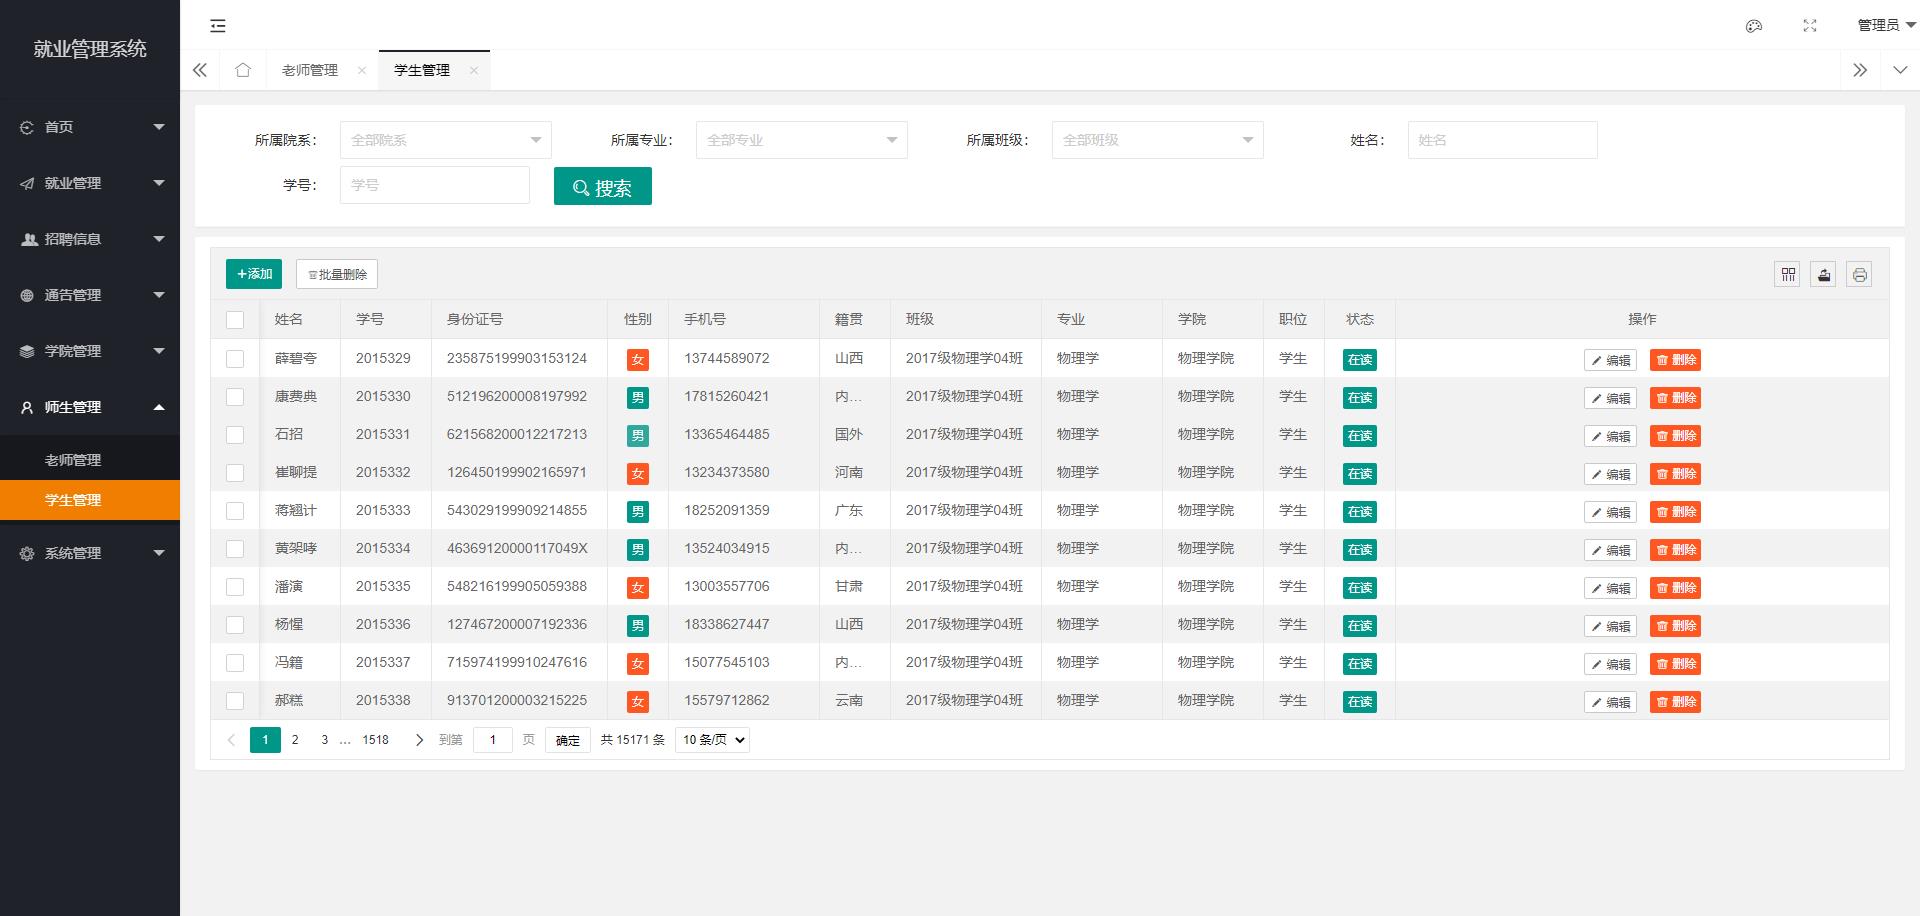 就业管理系统
首页
就业管理
招聘信息
通告管理
学院管理
师生管理
老师管理
学生管理
系统管理
管理员
老师管理
学生管理
所属院系： 全部院系 所属专业： 全部专业 所属班级： 全部班级 姓名： 姓名
学号： 学号 搜索
+添加 批量删除
姓名 学号 身份证号 性别 手机号 籍贯 班级 专业 学院 职位 状态 操作
薛碧夸 2015329 235875199903153124 女 13744589072 山西 2017级物理学04班 物理学 物理学院 学生 在读 编辑 删除
康费典 2015330 512196200008197992 男 17815260421 内... 2017级物理学04班 物理学 物理学院 学生 在读 编辑 删除
石招 2015331 621568200012217213 男 13365464485 国外 2017级物理学04班 物理学 物理学院 学生 在读 编辑 删除
崔聊提 2015332 126450199902165971 女 13234373580 河南 2017级物理学04班 物理学 物理学院 学生 在读 编辑 删除
蒋翘计 2015333 543029199909214855 男 18252091359 广东 2017级物理学04班 物理学 物理学院 学生 在读 编辑 删除
黄架哮 2015334 46369120000117049X 男 13524034915 内... 2017级物理学04班 物理学 物理学院 学生 在读 编辑 删除
潘演 2015335 548216199905059388 女 13003557706 甘肃 2017级物理学04班 物理学 物理学院 学生 在读 编辑 删除
杨惺 2015336 127467200007192336 男 18338627447 山西 2017级物理学04班 物理学 物理学院 学生 在读 编辑 删除
冯籍 2015337 715974199910247616 女 15077545103 内... 2017级物理学04班 物理学 物理学院 学生 在读 编辑 删除
郝糕 2015338 913701200003215225 女 15579712862 云南 2017级物理学04班 物理学 物理学院 学生 在读 编辑 删除
1 2 3 ... 1518 到第 1 页 确定 共 15171 条 10 条/页